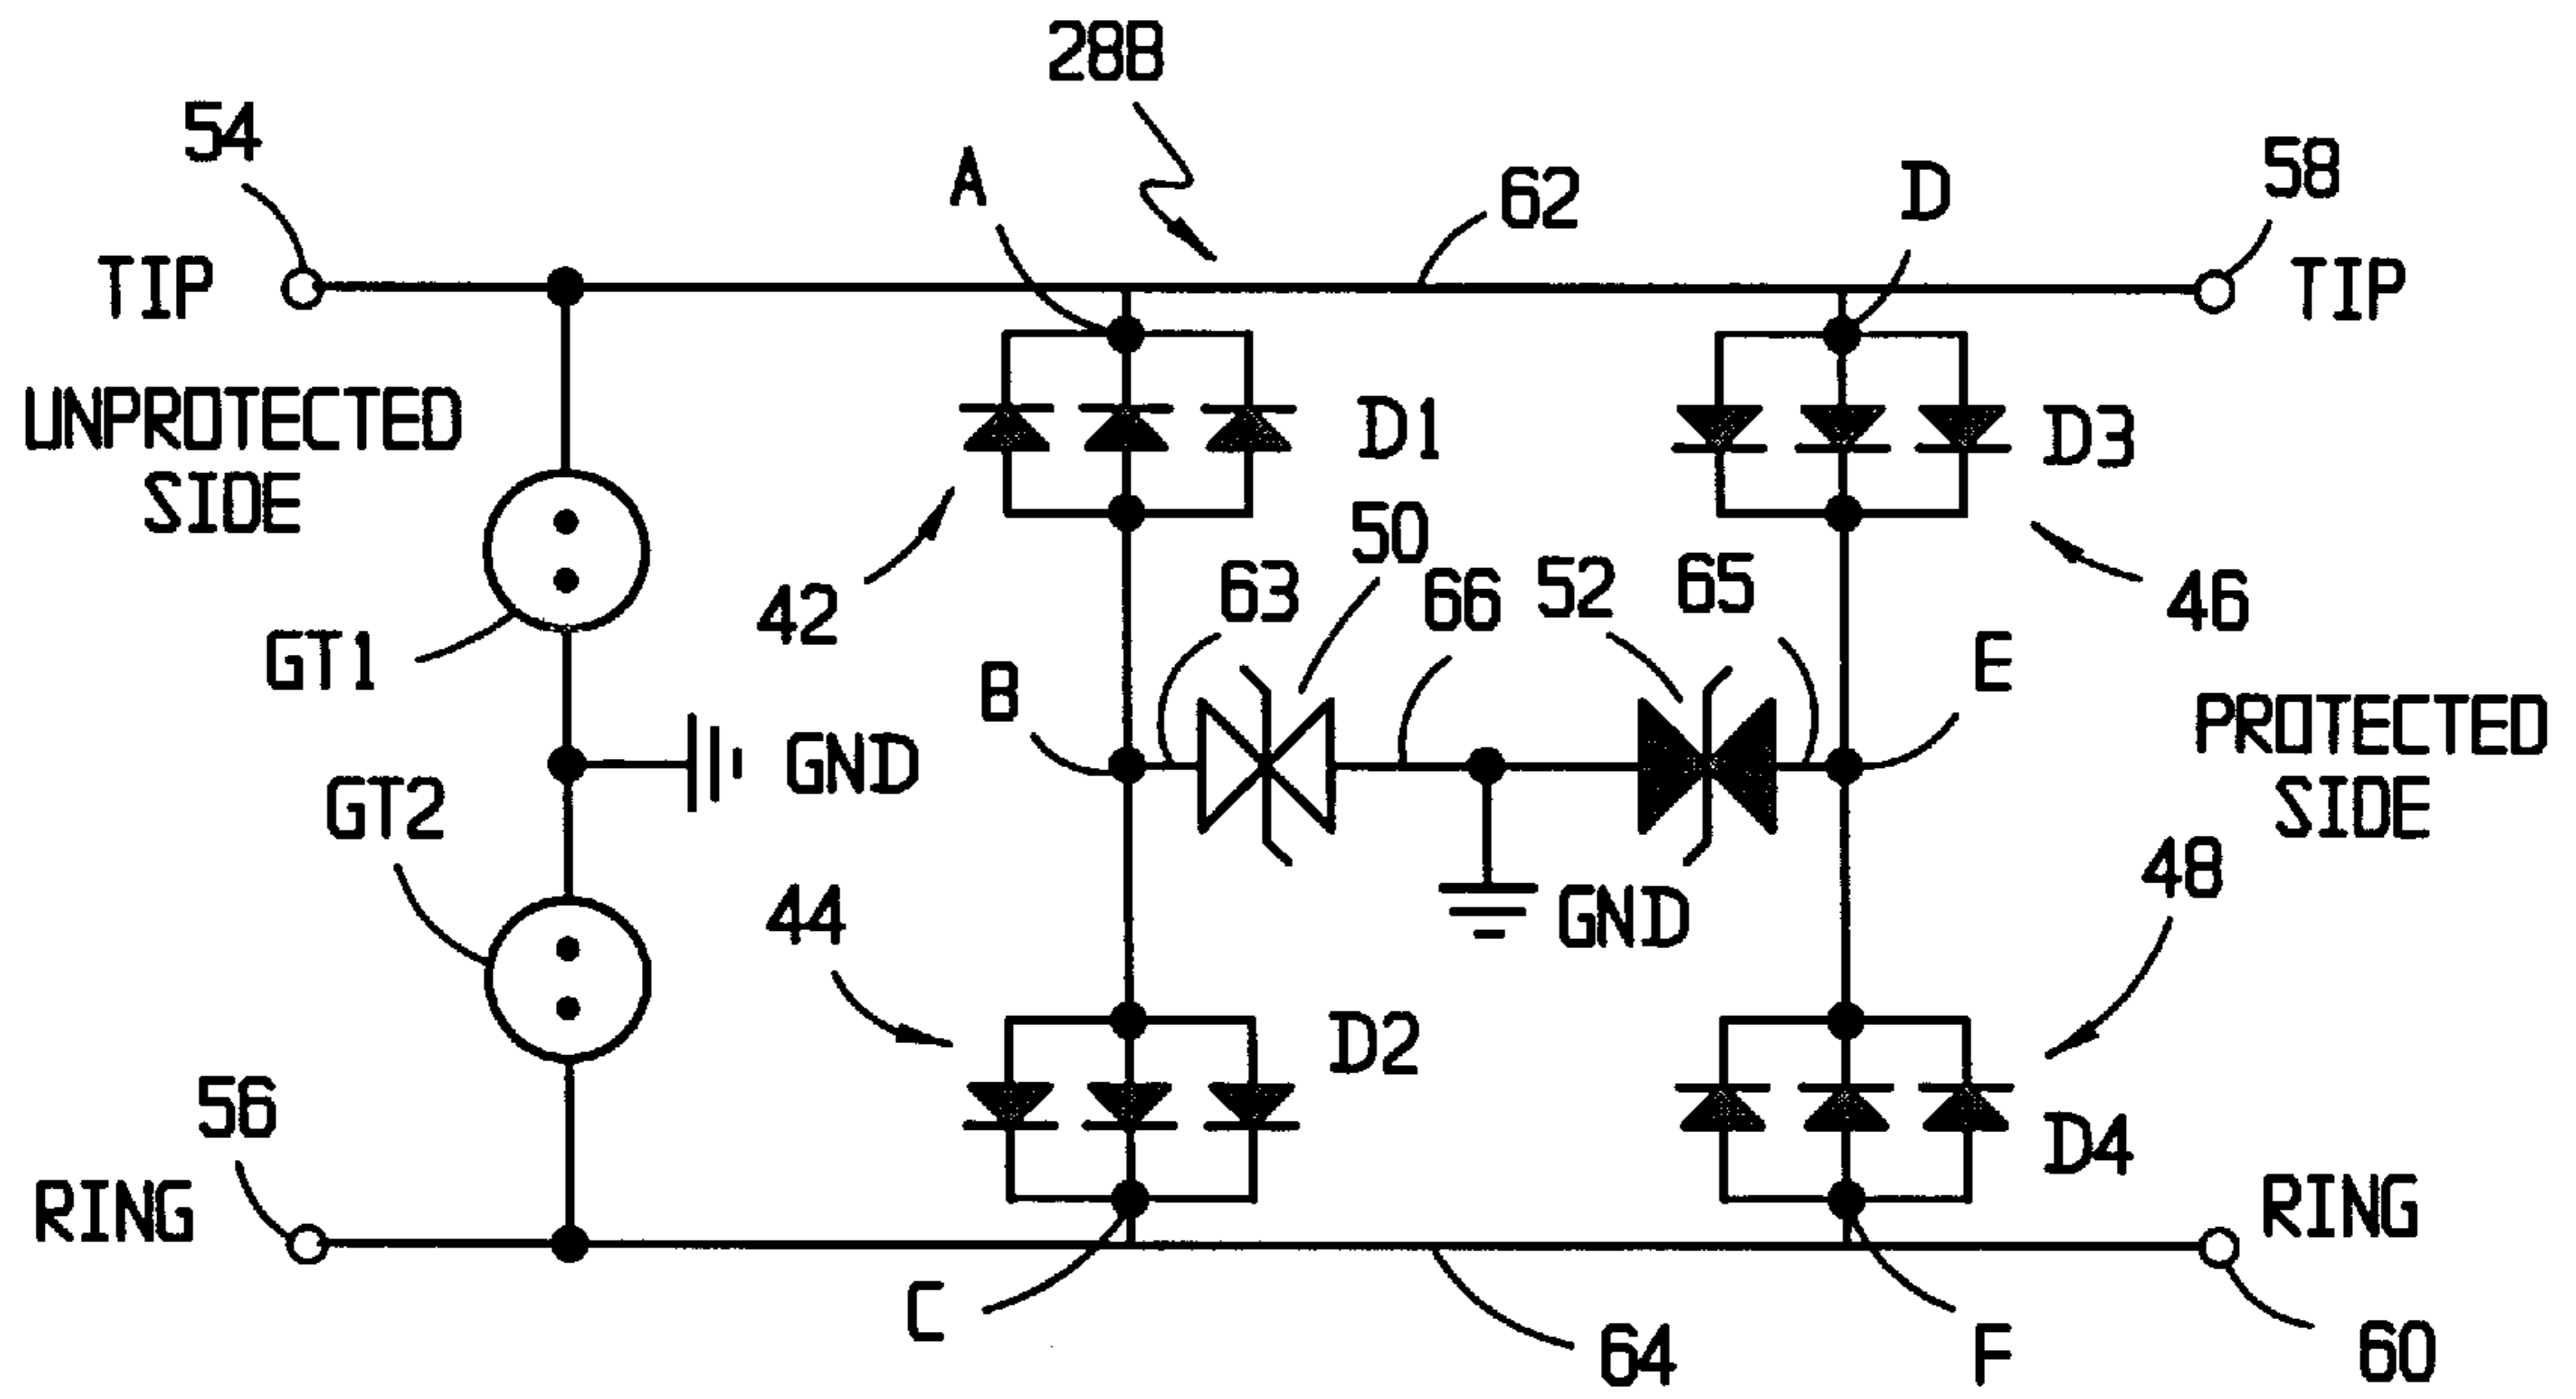 28B
54
A
62
D
58
TIP
TIP
UNPROTECTED
SIDE
D1
D3
42
50
63
66
52
65
46
GT1
B
E
GND
PROTECTED
SIDE
GT2
44
GND
48
D2
56
D4
RING
RING
C
64
F
60